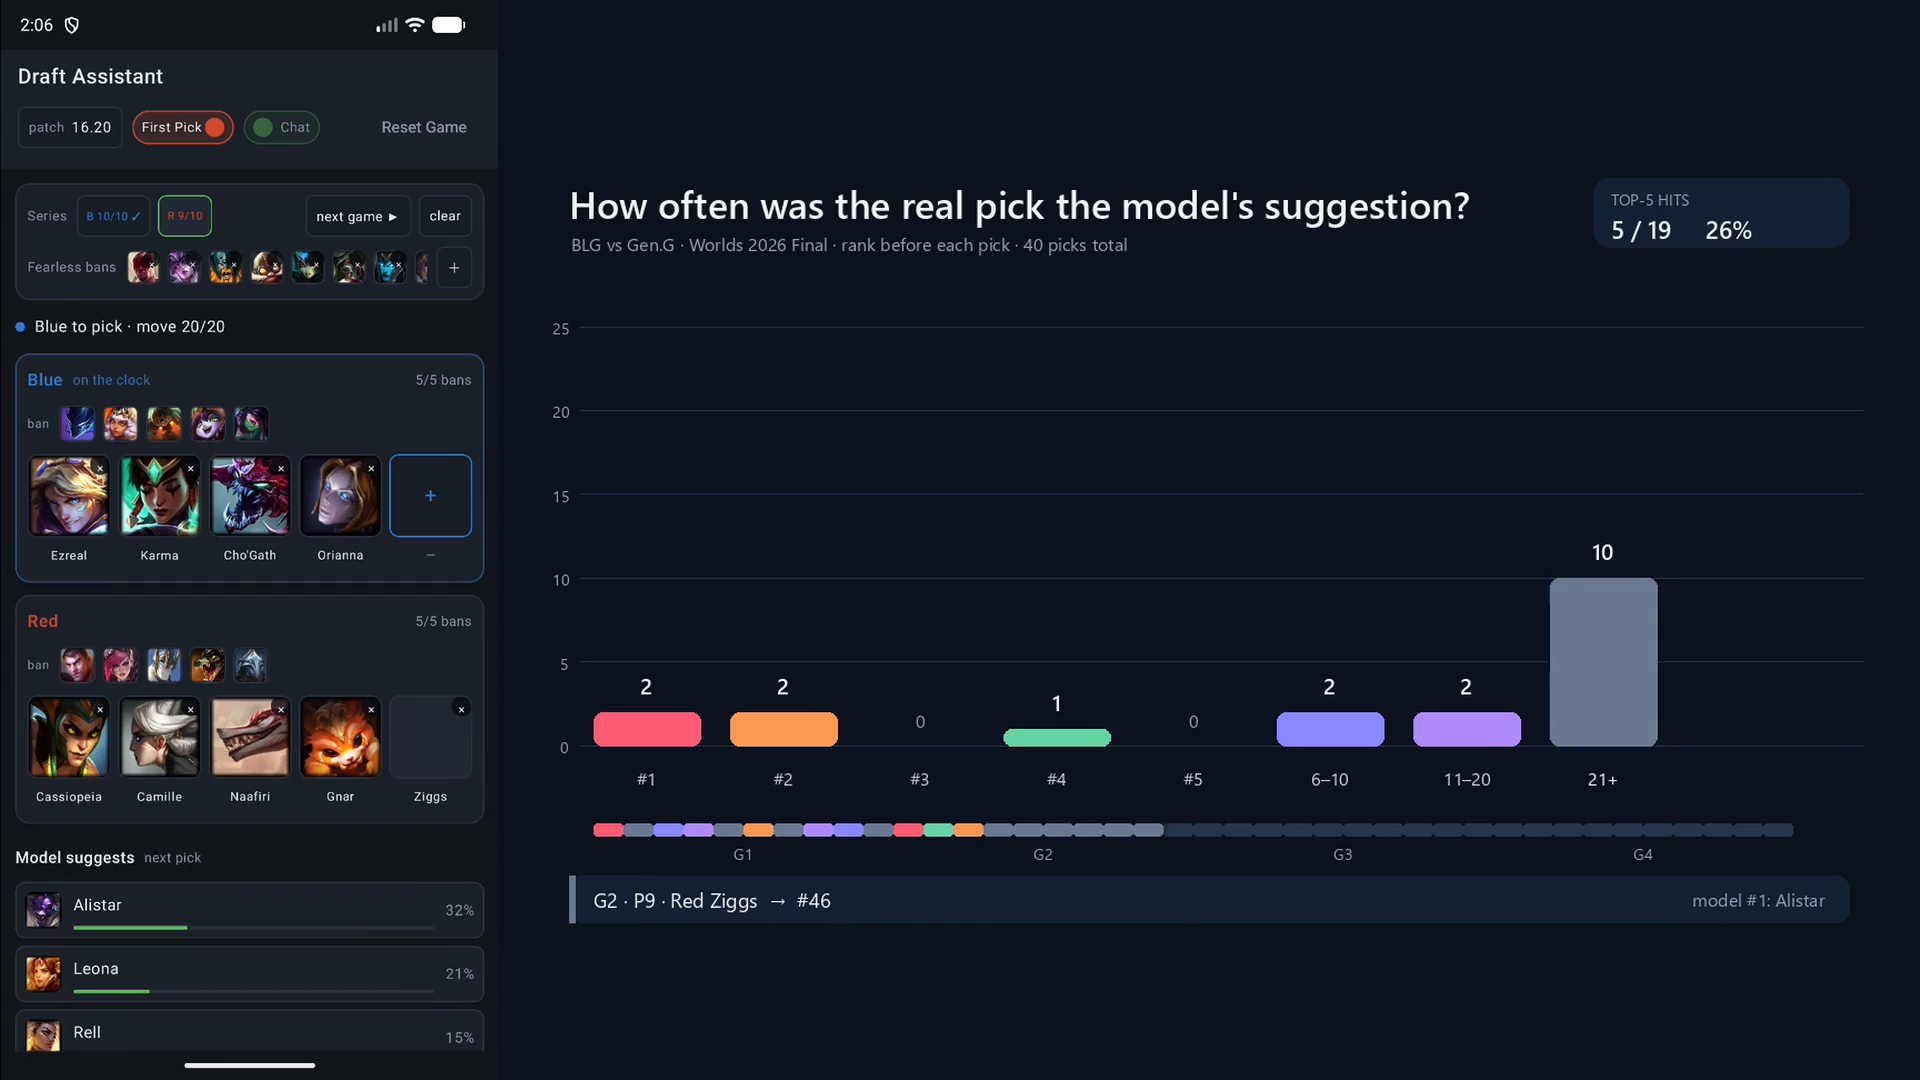 2:06
Draft Assistant
patch 16.20
First Pick
Chat
Reset Game
Series
B 10/10 ✓
R 9/10
next game ▶
clear
Fearless bans
+
Blue to pick · move 20/20
Blue on the clock
5/5 bans
ban
+
Ezreal
Karma
Cho'Gath
Orianna
–
Red
5/5 bans
ban
Cassiopeia
Camille
Naafiri
Gnar
Ziggs
Model suggests next pick
Alistar
32%
Leona
21%
Rell
15%
How often was the real pick the model's suggestion?
BLG vs Gen.G · Worlds 2026 Final · rank before each pick · 40 picks total
TOP-5 HITS
5 / 19 26%
25
20
15
10
5
0
2
2
0
1
0
2
2
10
#1
#2
#3
#4
#5
6–10
11–20
21+
G1
G2
G3
G4
G2 · P9 · Red Ziggs → #46
model #1: Alistar